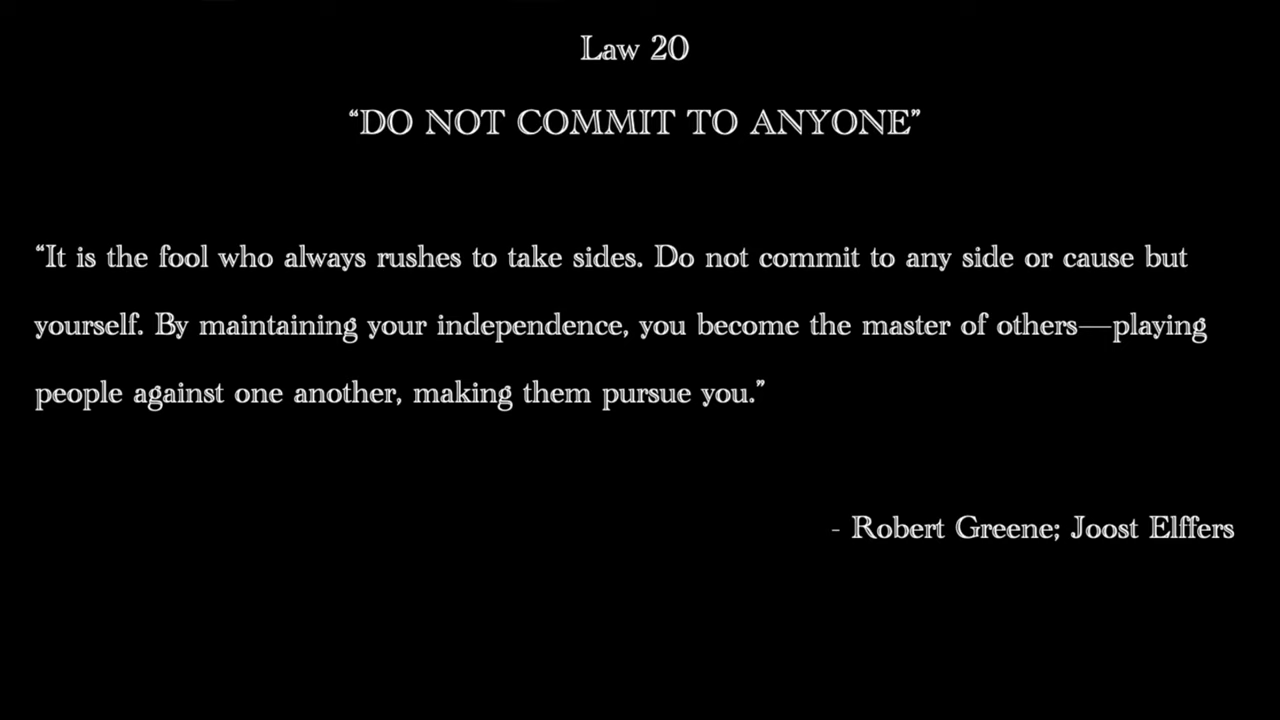 Law 20
“DO NOT COMMIT TO ANYONE”
“It is the fool who always rushes to take sides. Do not commit to any side or cause but
yourself. By maintaining your independence, you become the master of others—playing
people against one another, making them pursue you.”
- Robert Greene; Joost Elffers